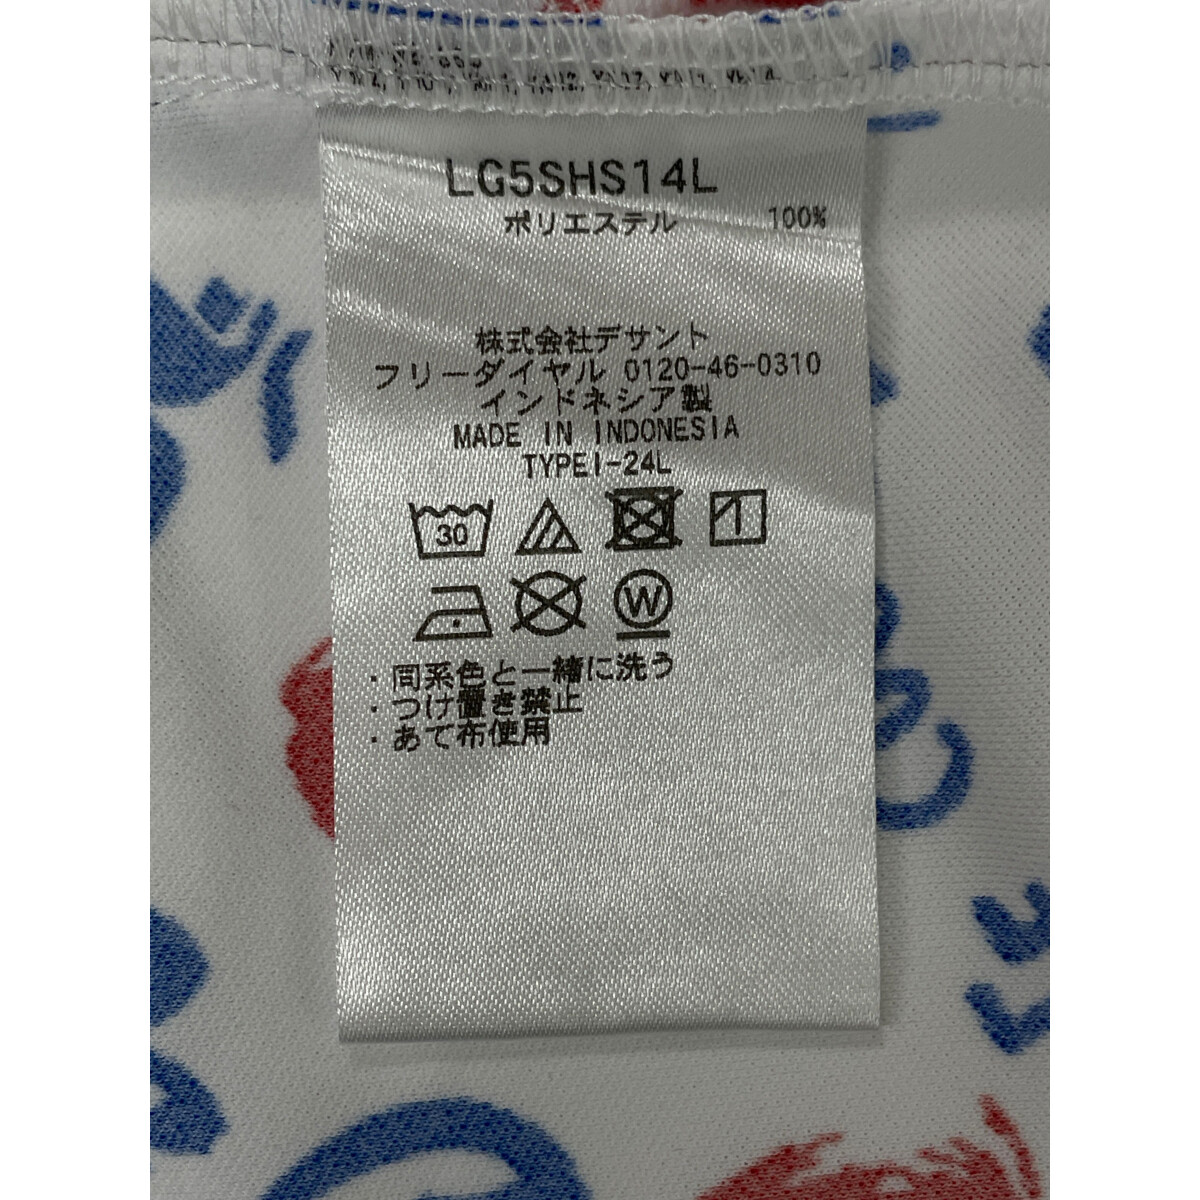 LG5SHS14L
ポリエステル 100%
株式会社デサント
フリーダイヤル 0120-46-0310
インドネシア製
MADE IN INDONESIA
TYPEI-24L
30
W
・同系色と一緒に洗う
・つけ置き禁止
・あて布使用